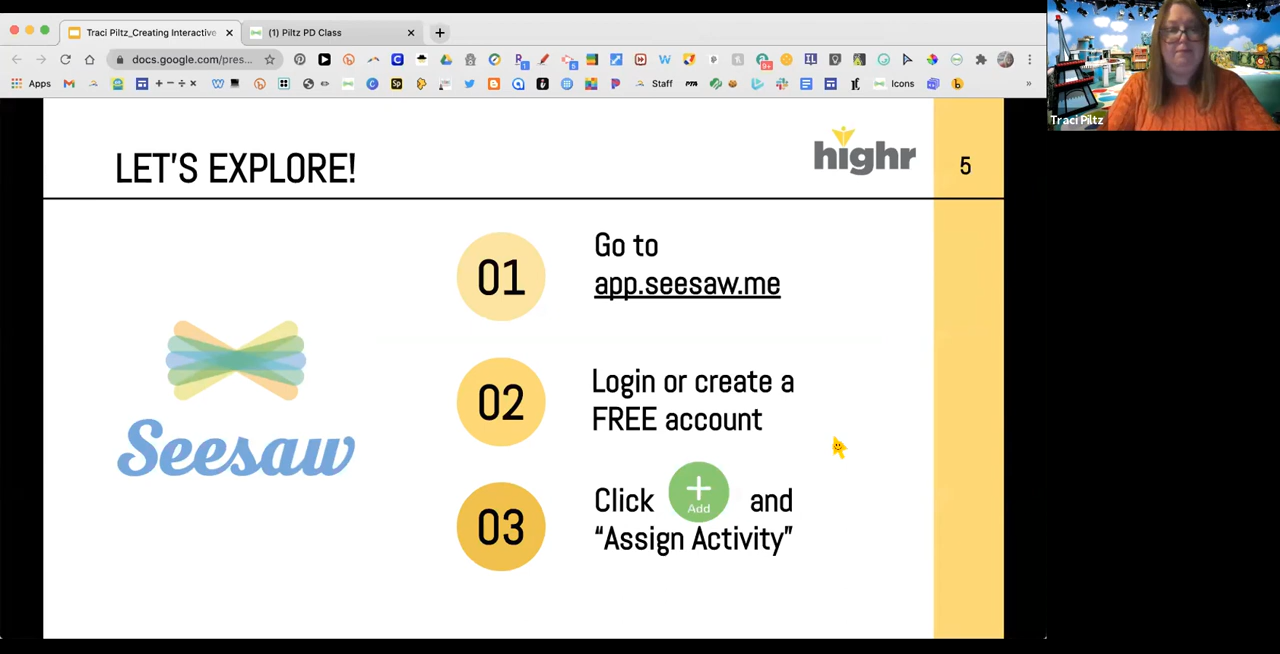 Traci Piltz_Creating Interactive
(1) Piltz PD Class
docs.google.com/pres...
Apps
Staff
Icons
Traci Piltz
LET'S EXPLORE!
highr
5
01
Go to
app.seesaw.me
02
Login or create a
FREE account
Seesaw
03
Click + Add and
“Assign Activity”